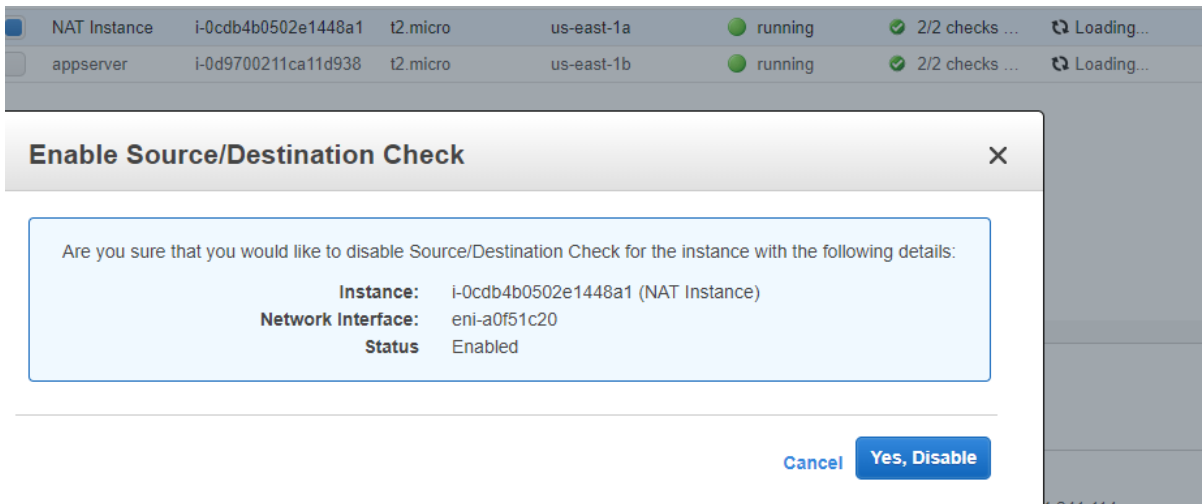 NAT Instance i-0cdb4b0502e1448a1 t2.micro us-east-1a running 2/2 checks ... Loading...
appserver i-0d9700211ca11d938 t2.micro us-east-1b running 2/2 checks ... Loading...
Enable Source/Destination Check
Are you sure that you would like to disable Source/Destination Check for the instance with the following details:
Instance: i-0cdb4b0502e1448a1 (NAT Instance)
Network Interface: eni-a0f51c20
Status Enabled
Cancel Yes, Disable